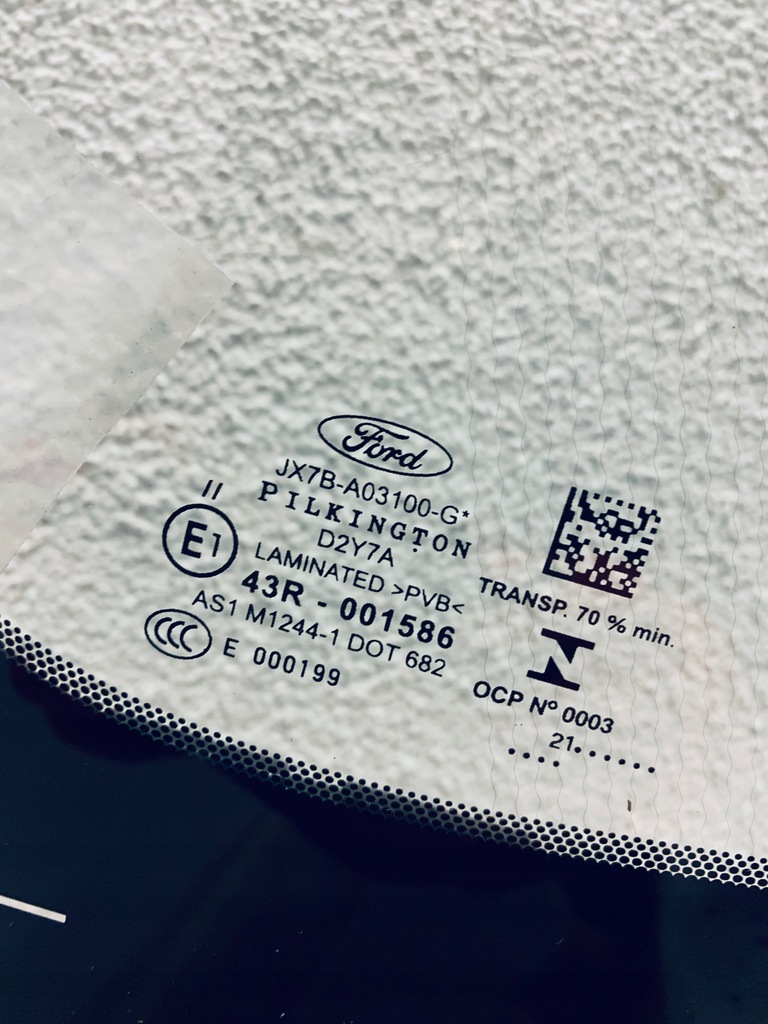 Ford
JX7B-A03100-G*
PILKINGTON
D2Y7A
LAMINATED >PVB<
II
E1
43R - 001586
AS1 M1244-1 DOT 682
CCC E 000199
TRANSP. 70 % min.
OCP Nº 0003
21.......
....